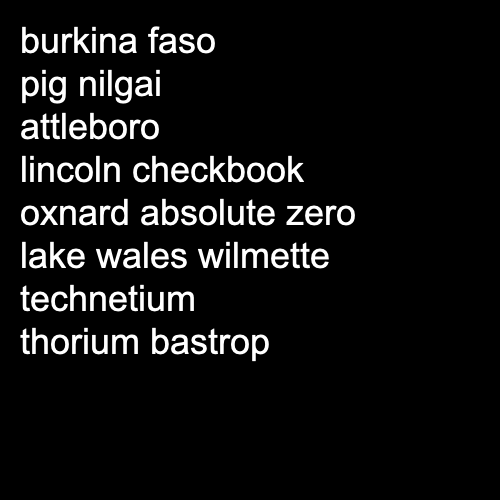 burkina faso
pig nilgai
attleboro
lincoln checkbook
oxnard absolute zero
lake wales wilmette
technetium
thorium bastrop